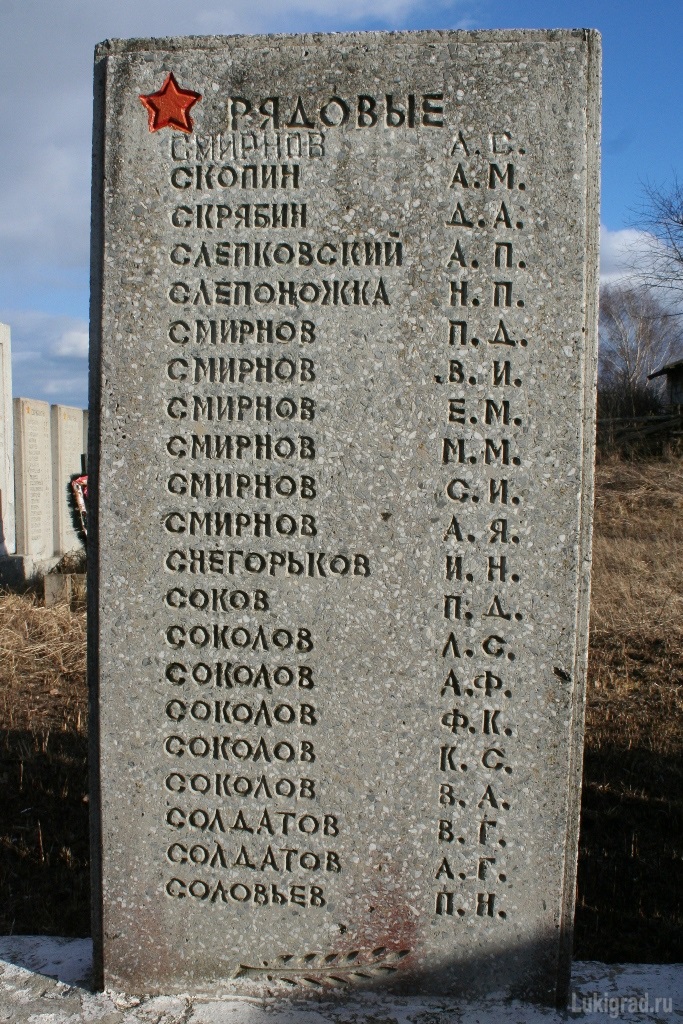 РЯДОВЫЕ
СМИРНОВ А.С.
СКОПИН А.М.
СКРЯБИН Д.А.
СЛЕПКОВСКИЙ А.П.
СЛЕПОНОЖКА Н.П.
СМИРНОВ П.Д.
СМИРНОВ В.И.
СМИРНОВ Е.М.
СМИРНОВ М.М.
СМИРНОВ С.И.
СМИРНОВ А.Я.
СНЕГОРЬКОВ И.Н.
СОКОВ П.Д.
СОКОЛОВ Л.С.
СОКОЛОВ А.Ф.
СОКОЛОВ Ф.К.
СОКОЛОВ К.С.
СОКОЛОВ В.А.
СОЛДАТОВ В.Г.
СОЛДАТОВ А.Г.
СОЛОВЬЕВ П.Н.
Lukigrad.ru